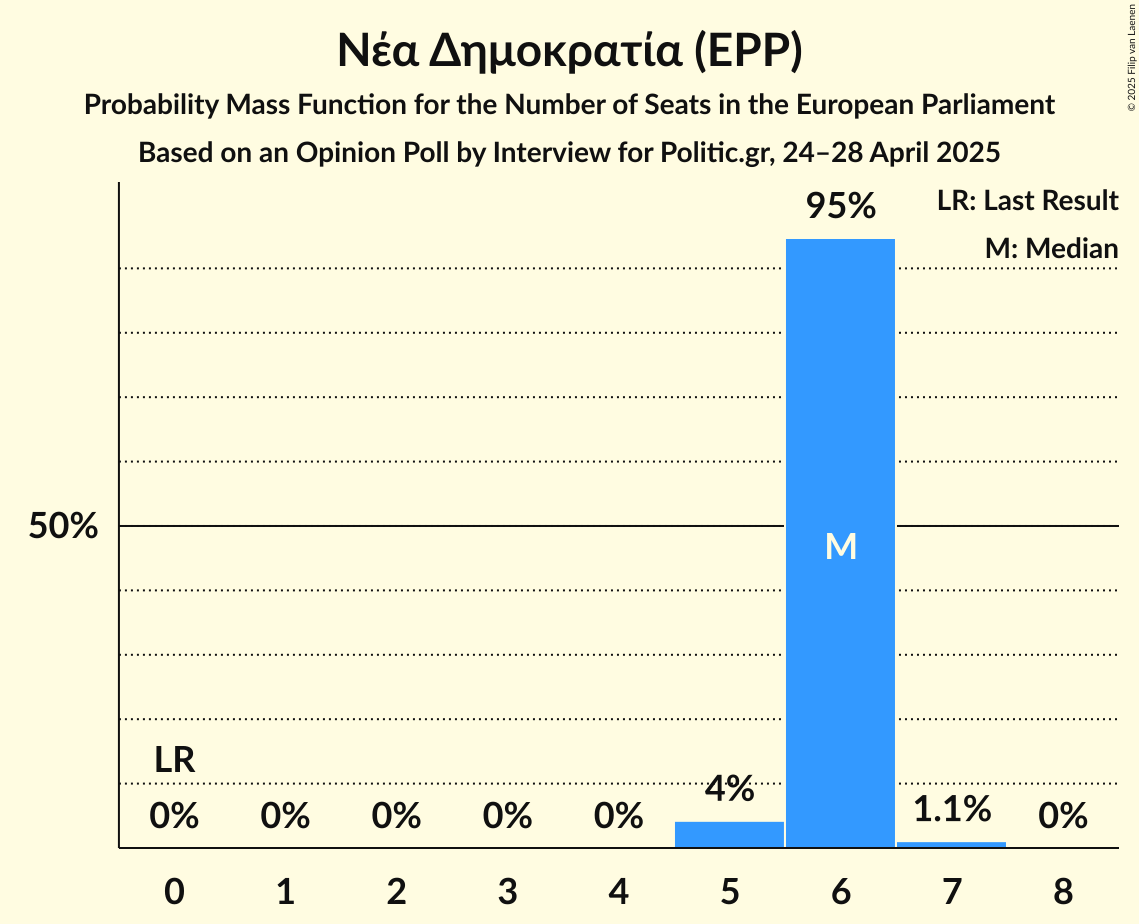 Νέα Δημοκρατία (EPP)
Probability Mass Function for the Number of Seats in the European Parliament
Based on an Opinion Poll by Interview for Politic.gr, 24–28 April 2025
© 2025 Filip van Laenen
LR: Last Result
M: Median
95%
50%
M
LR
0% 0% 0% 0% 0% 4% 1.1% 0%
0 1 2 3 4 5 6 7 8